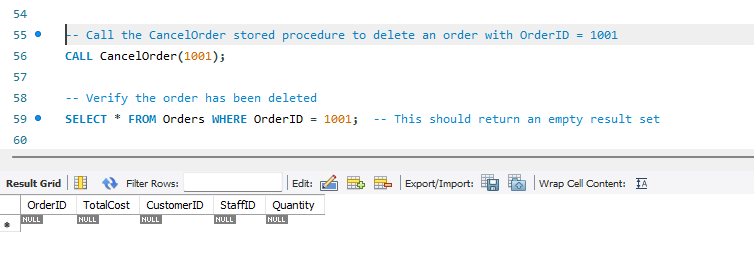 54
55 -- Call the CancelOrder stored procedure to delete an order with OrderID = 1001
56 CALL CancelOrder(1001);
57
58 -- Verify the order has been deleted
59 SELECT * FROM Orders WHERE OrderID = 1001;  -- This should return an empty result set
60
Result Grid Filter Rows: Edit: Export/Import: Wrap Cell Content: IA
OrderID TotalCost CustomerID StaffID Quantity
* NULL NULL NULL NULL NULL